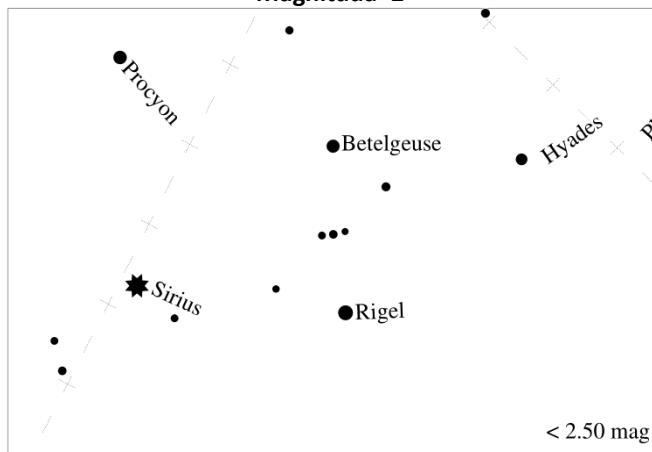 Procyon
Betelgeuse
Hyades
Sirius
Rigel
< 2.50 mag